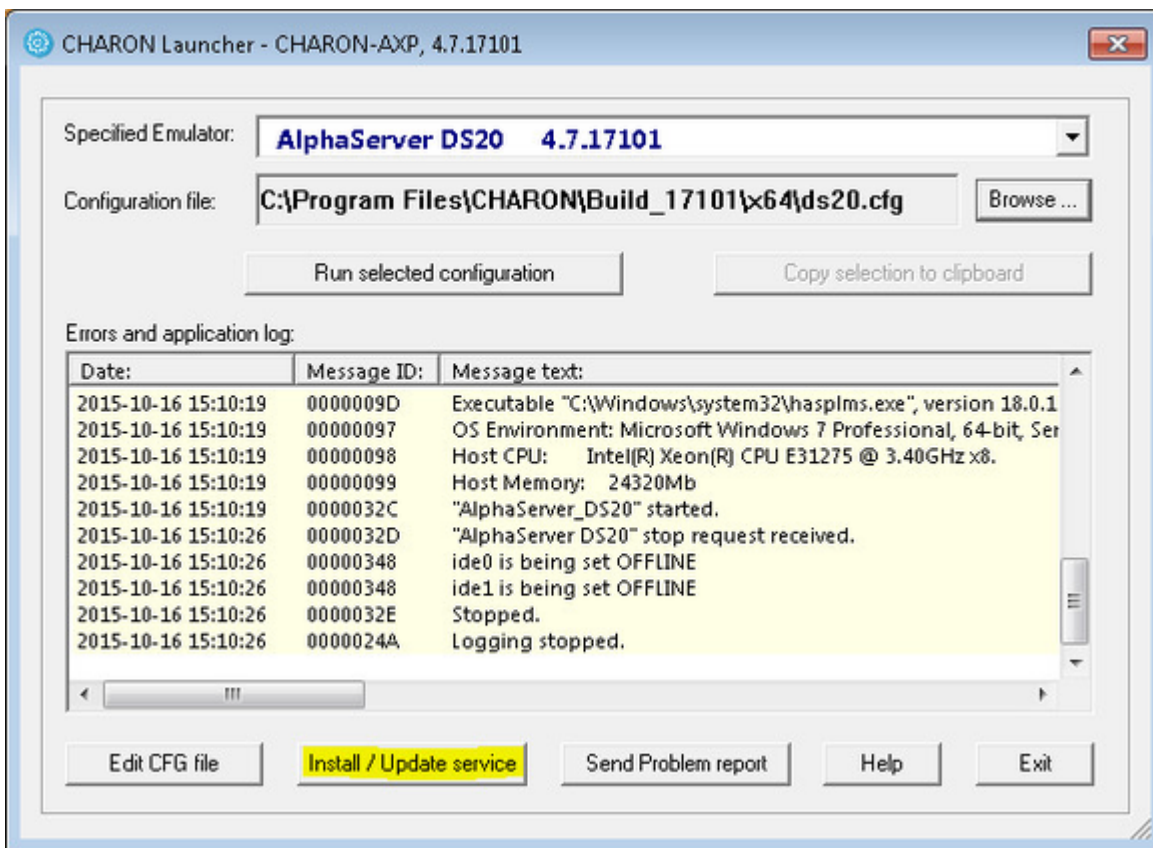 CHARON Launcher - CHARON-AXP, 4.7.17101
Specified Emulator: AlphaServer DS20 4.7.17101
Configuration file: C:\Program Files\CHARON\Build_17101\x64\ds20.cfg Browse ...
Run selected configuration Copy selection to clipboard
Errors and application log:
Date: Message ID: Message text:
2015-10-16 15:10:19 0000009D Executable "C:\Windows\system32\hasplms.exe", version 18.0.1
2015-10-16 15:10:19 00000097 OS Environment: Microsoft Windows 7 Professional, 64-bit, Ser
2015-10-16 15:10:19 00000098 Host CPU: Intel(R) Xeon(R) CPU E31275 @ 3.40GHz x8.
2015-10-16 15:10:19 00000099 Host Memory: 24320Mb
2015-10-16 15:10:19 0000032C "AlphaServer_DS20" started.
2015-10-16 15:10:26 0000032D "AlphaServer DS20" stop request received.
2015-10-16 15:10:26 00000348 ide0 is being set OFFLINE
2015-10-16 15:10:26 00000348 ide1 is being set OFFLINE
2015-10-16 15:10:26 0000032E Stopped.
2015-10-16 15:10:26 0000024A Logging stopped.
Edit CFG file Install / Update service Send Problem report Help Exit